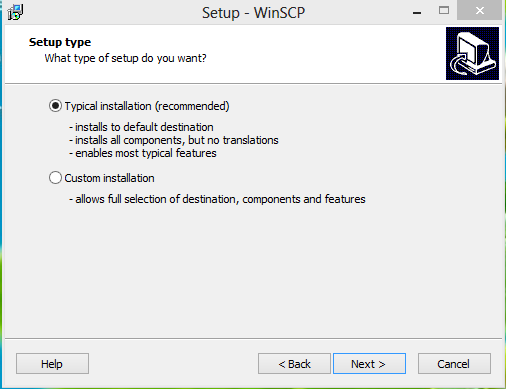 Setup - WinSCP
Setup type
What type of setup do you want?
Typical installation (recommended)
- installs to default destination
- installs all components, but no translations
- enables most typical features
Custom installation
- allows full selection of destination, components and features
Help
< Back
Next >
Cancel